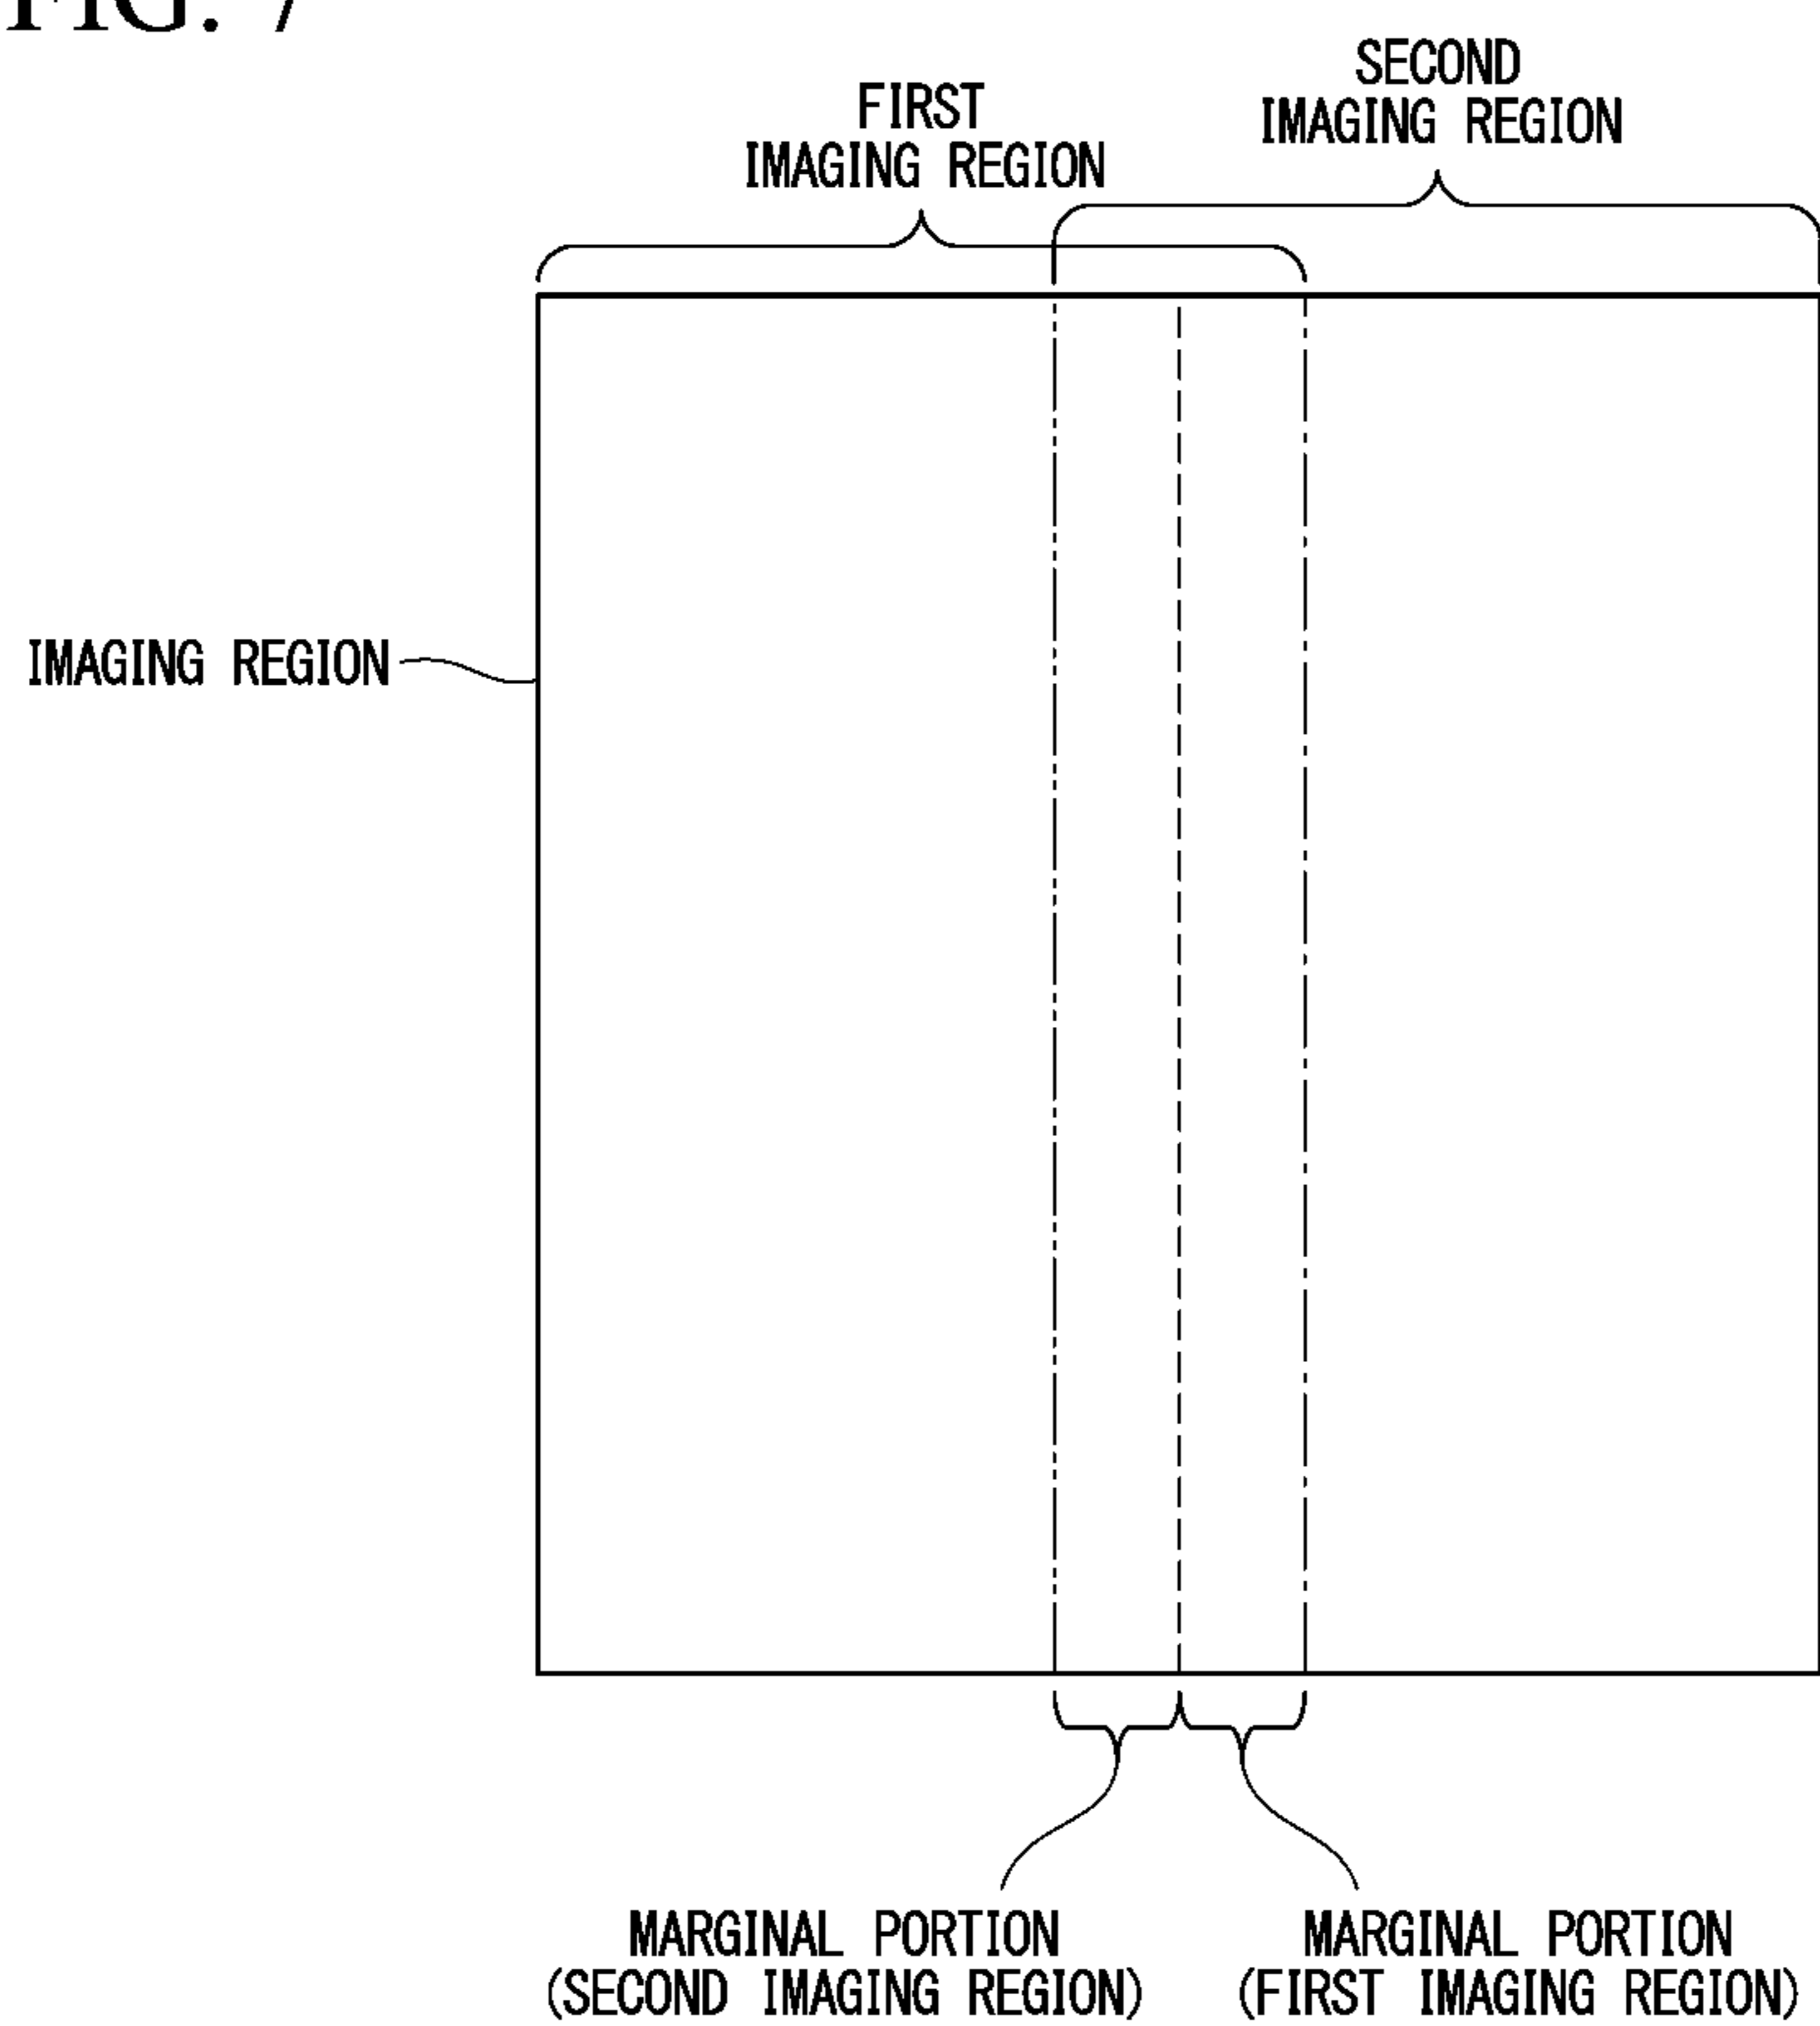 FIG. 7
SECOND
IMAGING REGION
FIRST
IMAGING REGION
IMAGING REGION
MARGINAL PORTION
(SECOND IMAGING REGION)
MARGINAL PORTION
(FIRST IMAGING REGION)